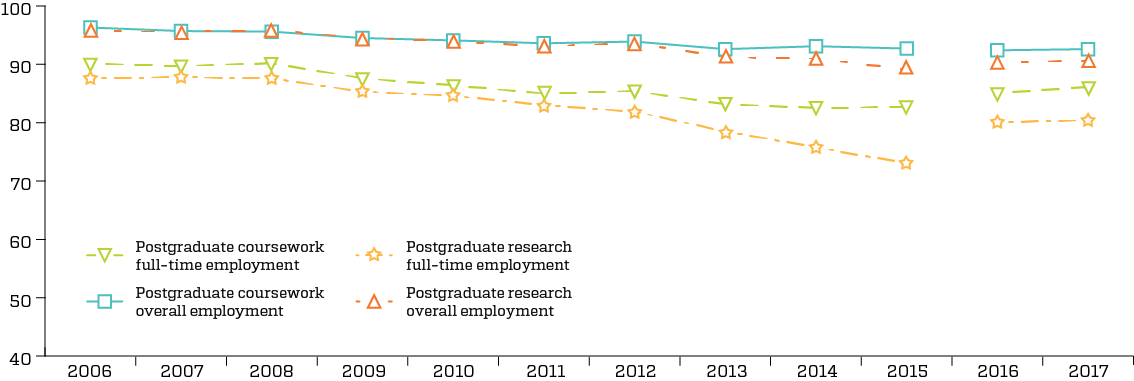 100
90
80
70
60
50
40
Postgraduate coursework
full-time employment
Postgraduate research
full-time employment
Postgraduate coursework
overall employment
Postgraduate research
overall employment
2006 2007 2008 2009 2010 2011 2012 2013 2014 2015 2016 2017